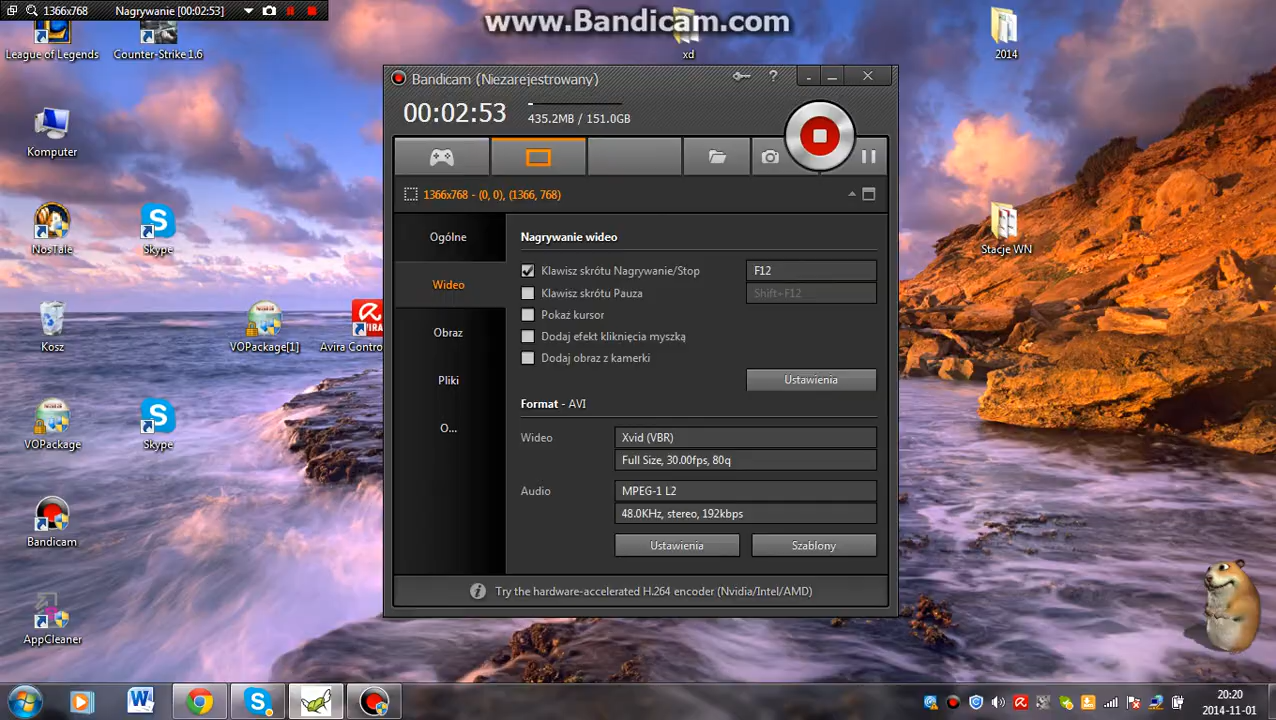 1366x768 Nagrywanie [00:02:53]
www.Bandicam.com
League of Legends
Counter-Strike 1.6
xd
2014
Bandicam (Niezarejestrowany)
00:02:53
435.2MB / 151.0GB
Komputer
1366x768 - (0, 0), (1366, 768)
NosTale
Skype
Stacje WN
Ogólne
Wideo
Obraz
Pliki
O...
Nagrywanie wideo
Klawisz skrótu Nagrywanie/Stop
F12
Klawisz skrótu Pauza
Shift+F12
Pokaż kursor
Dodaj efekt kliknięcia myszką
Dodaj obraz z kamerki
Ustawienia
Format - AVI
Wideo
Xvid (VBR)
Full Size, 30.00fps, 80q
Audio
MPEG-1 L2
48.0KHz, stereo, 192kbps
Ustawienia
Szablony
Try the hardware-accelerated H.264 encoder (Nvidia/Intel/AMD)
Kosz
VOPackage[1]
Avira Contro
VOPackage
Skype
Bandicam
AppCleaner
20:20
2014-11-01